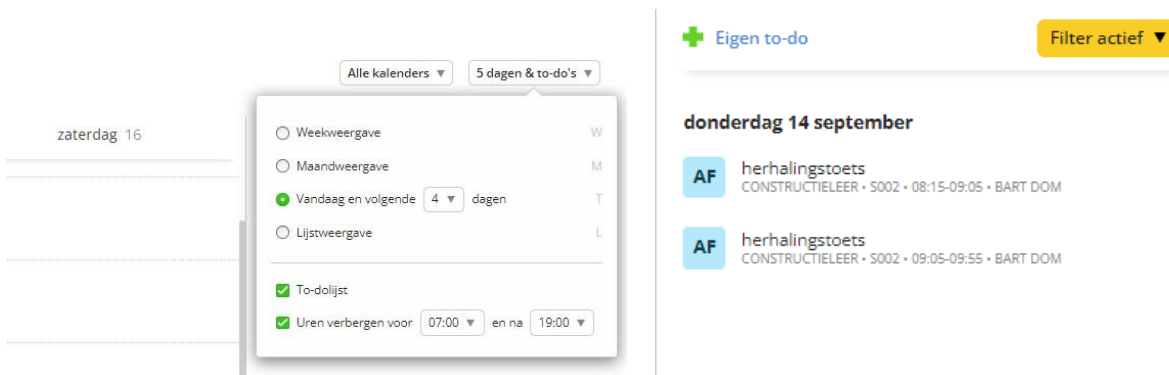 Alle kalenders ▼ 5 dagen & to-do's ▼
zaterdag 16
Weekweergave W
Maandweergave M
Vandaag en volgende 4 ▼ dagen T
Lijstweergave L
To-dolijst
Uren verbergen voor 07:00 ▼ en na 19:00 ▼
Eigen to-do
Filter actief ▼
donderdag 14 september
AF herhalingstoets
CONSTRUCTIELEER • S002 • 08:15-09:05 • BART DOM
AF herhalingstoets
CONSTRUCTIELEER • S002 • 09:05-09:55 • BART DOM